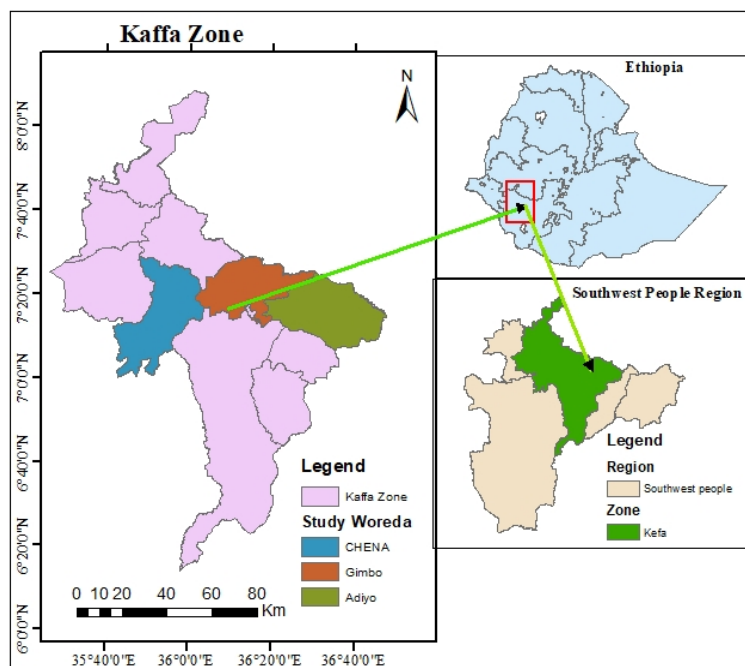 Kaffa Zone
N
8°0'0"N
7°40'0"N
7°20'0"N
7°0'0"N
6°40'0"N
6°20'0"N
6°0'0"N
Legend
Kaffa Zone
Study Woreda
CHENA
Gimbo
Adiyo
0 10 20 40 60 80
Km
35°40'0"E 36°0'0"E 36°20'0"E 36°40'0"E
Ethiopia
Southwest People Region
Legend
Region
Southwest people
Zone
Kefa